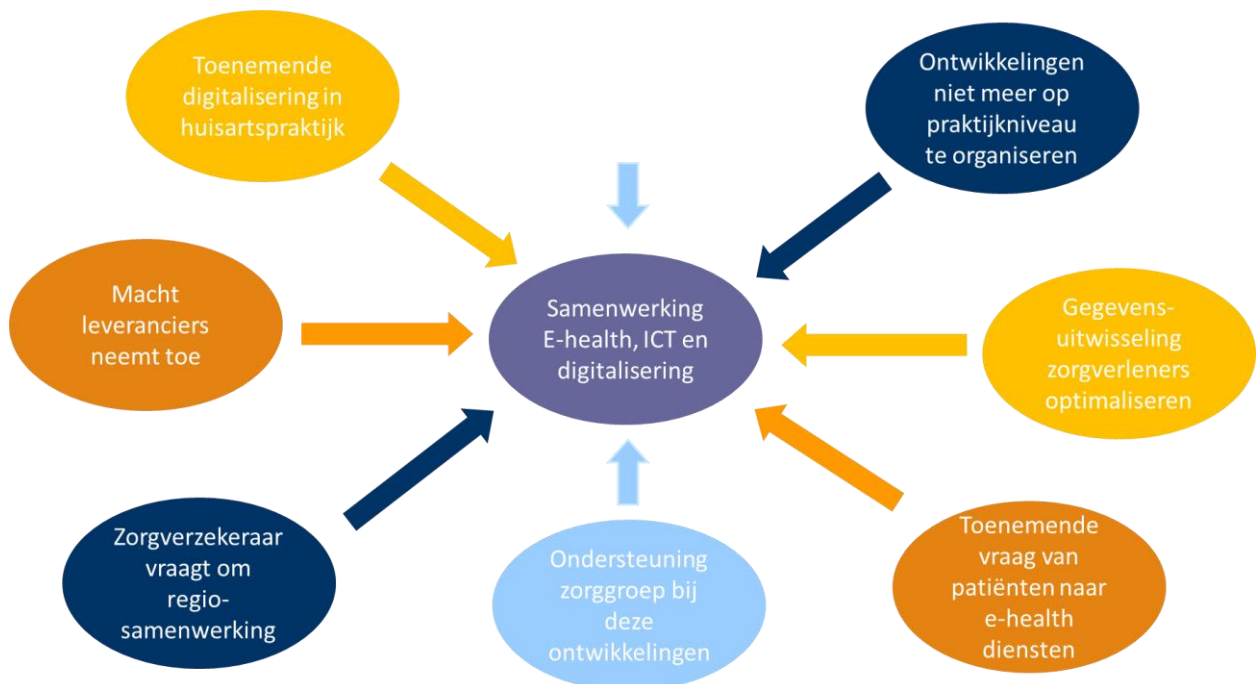 Toenemende
digitalisering in
huisartspraktijk
Ontwikkelingen
niet meer op
praktijkniveau
te organiseren
Macht
leveranciers
neemt toe
Samenwerking
E-health, ICT en
digitalisering
Gegevens-
uitwisseling
zorgverleners
optimaliseren
Zorgverzekeraar
vraagt om
regio-
samenwerking
Ondersteuning
zorggroep bij
deze
ontwikkelingen
Toenemende
vraag van
patiënten naar
e-health
diensten